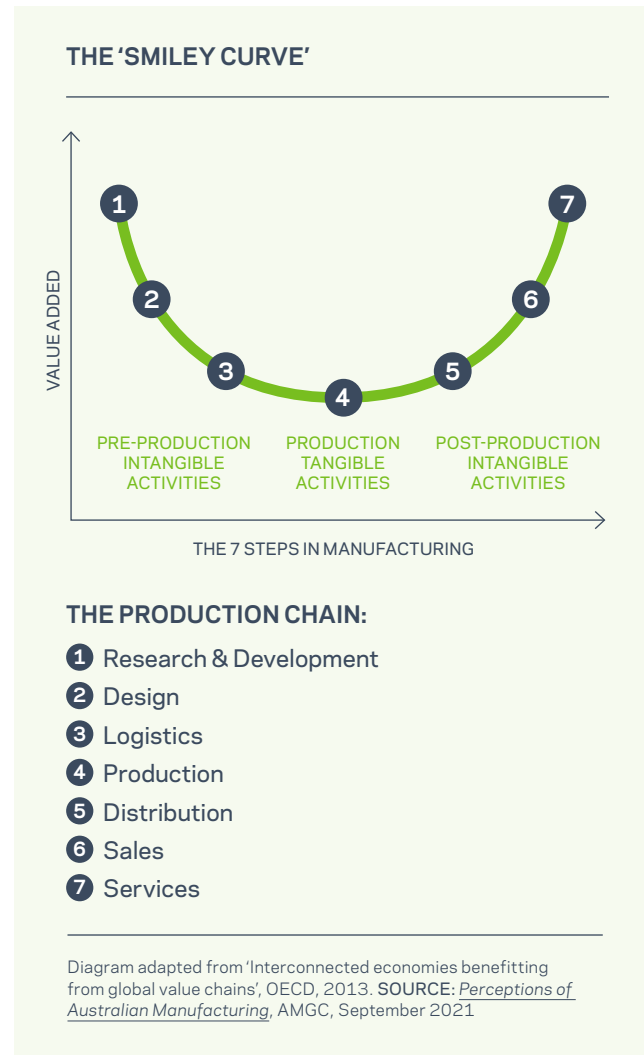 THE ‘SMILEY CURVE’
VALUE ADDED
1
2
3
4
5
6
7
PRE-PRODUCTION
INTANGIBLE
ACTIVITIES
PRODUCTION
TANGIBLE
ACTIVITIES
POST-PRODUCTION
INTANGIBLE
ACTIVITIES
THE 7 STEPS IN MANUFACTURING
THE PRODUCTION CHAIN:
1 Research & Development
2 Design
3 Logistics
4 Production
5 Distribution
6 Sales
7 Services
Diagram adapted from ‘Interconnected economies benefitting
from global value chains’, OECD, 2013. SOURCE: Perceptions of
Australian Manufacturing, AMGC, September 2021